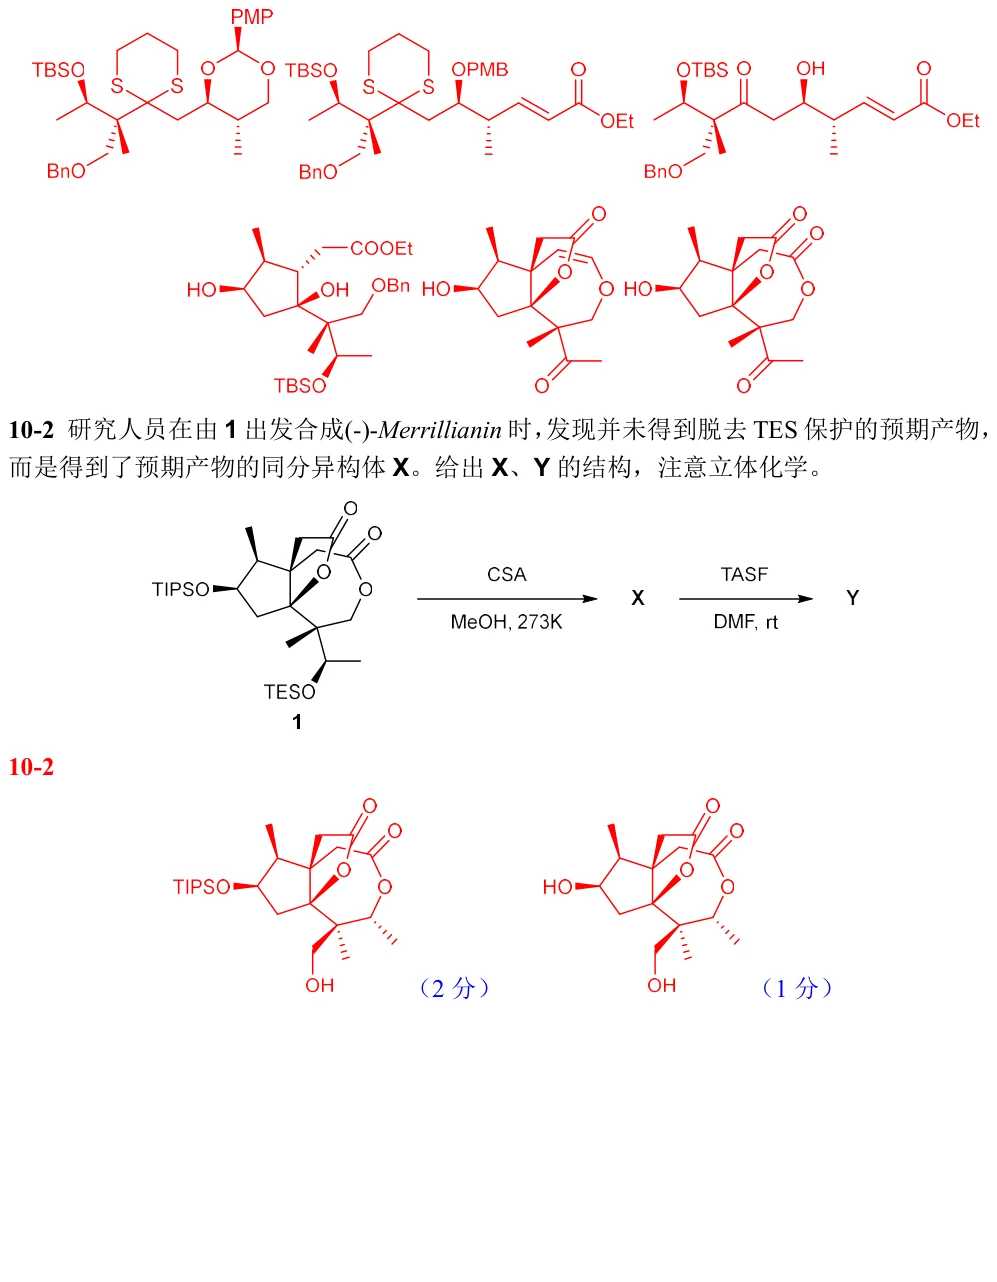 PMP
TBSO
O
O
S
S
BnO
TBSO
S
S
OPMB
O
OEt
BnO
OTBS
O
OH
O
OEt
BnO
COOEt
HO
OH
OBn
TBSO
O
HO
O
O
O
O
O
HO
O
O
O
10-2 研究人员在由 1 出发合成(-)-Merrillianin 时，发现并未得到脱去 TES 保护的预期产物，
而是得到了预期产物的同分异构体 X。给出 X、Y 的结构，注意立体化学。
O
O
TIPSO
O
O
TESO
1
CSA
MeOH, 273K
X
TASF
DMF, rt
Y
10-2
O
O
TIPSO
O
O
OH
（2 分）
O
O
HO
O
O
OH
（1 分）